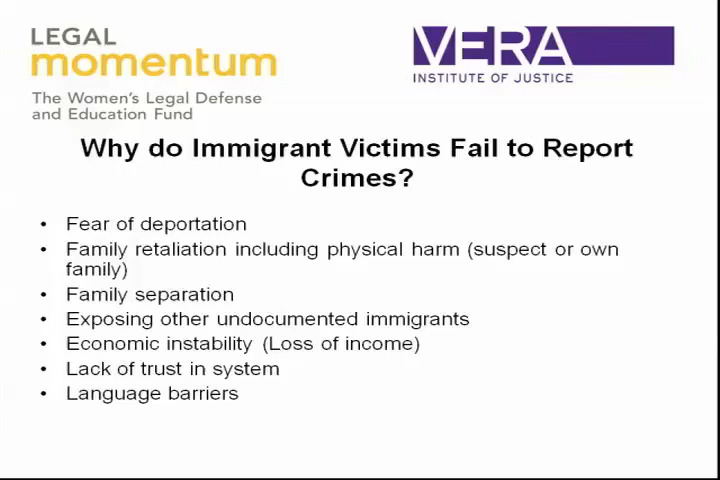 LEGAL
momentum
The Women's Legal Defense
and Education Fund
VERA
INSTITUTE OF JUSTICE
Why do Immigrant Victims Fail to Report
Crimes?
• Fear of deportation
• Family retaliation including physical harm (suspect or own
family)
• Family separation
• Exposing other undocumented immigrants
• Economic instability (Loss of income)
• Lack of trust in system
• Language barriers